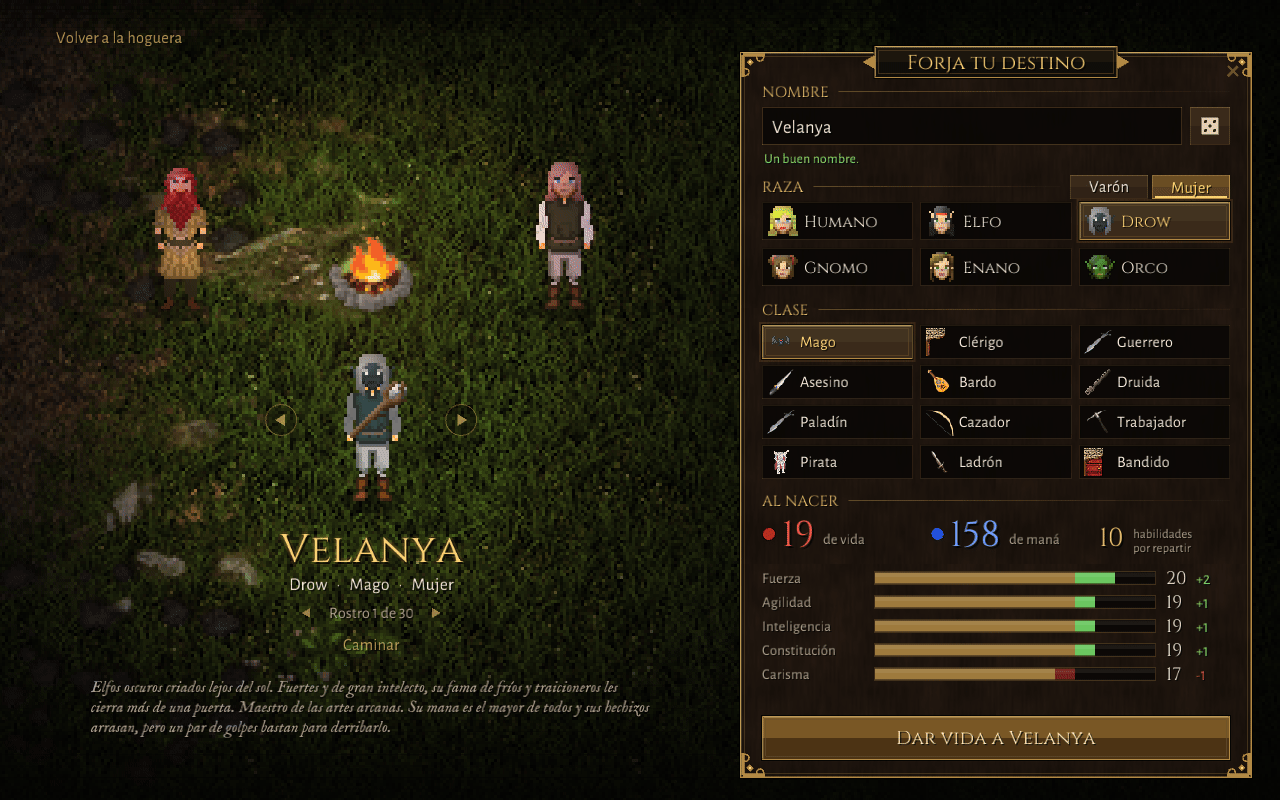 Volver a la hoguera
FORJA TU DESTINO
NOMBRE
Velanya
Un buen nombre.
RAZA
Varón
Mujer
HUMANO
ELFO
DROW
GNOMO
ENANO
ORCO
CLASE
Mago
Clérigo
Guerrero
Asesino
Bardo
Druida
Paladín
Cazador
Trabajador
Pirata
Ladrón
Bandido
AL NACER
19 de vida
158 de maná
10 habilidades
por repartir
Fuerza 20 +2
Agilidad 19 +1
Inteligencia 19 +1
Constitución 19 +1
Carisma 17 -1
DAR VIDA A VELANYA
VELANYA
Drow · Mago · Mujer
Rostro 1 de 30
Caminar
Elfos oscuros criados lejos del sol. Fuertes y de gran intelecto, su fama de fríos y traicioneros les
cierra más de una puerta. Maestro de las artes arcanas. Su mana es el mayor de todos y sus hechizos
arrasan, pero un par de golpes bastan para derribarlo.